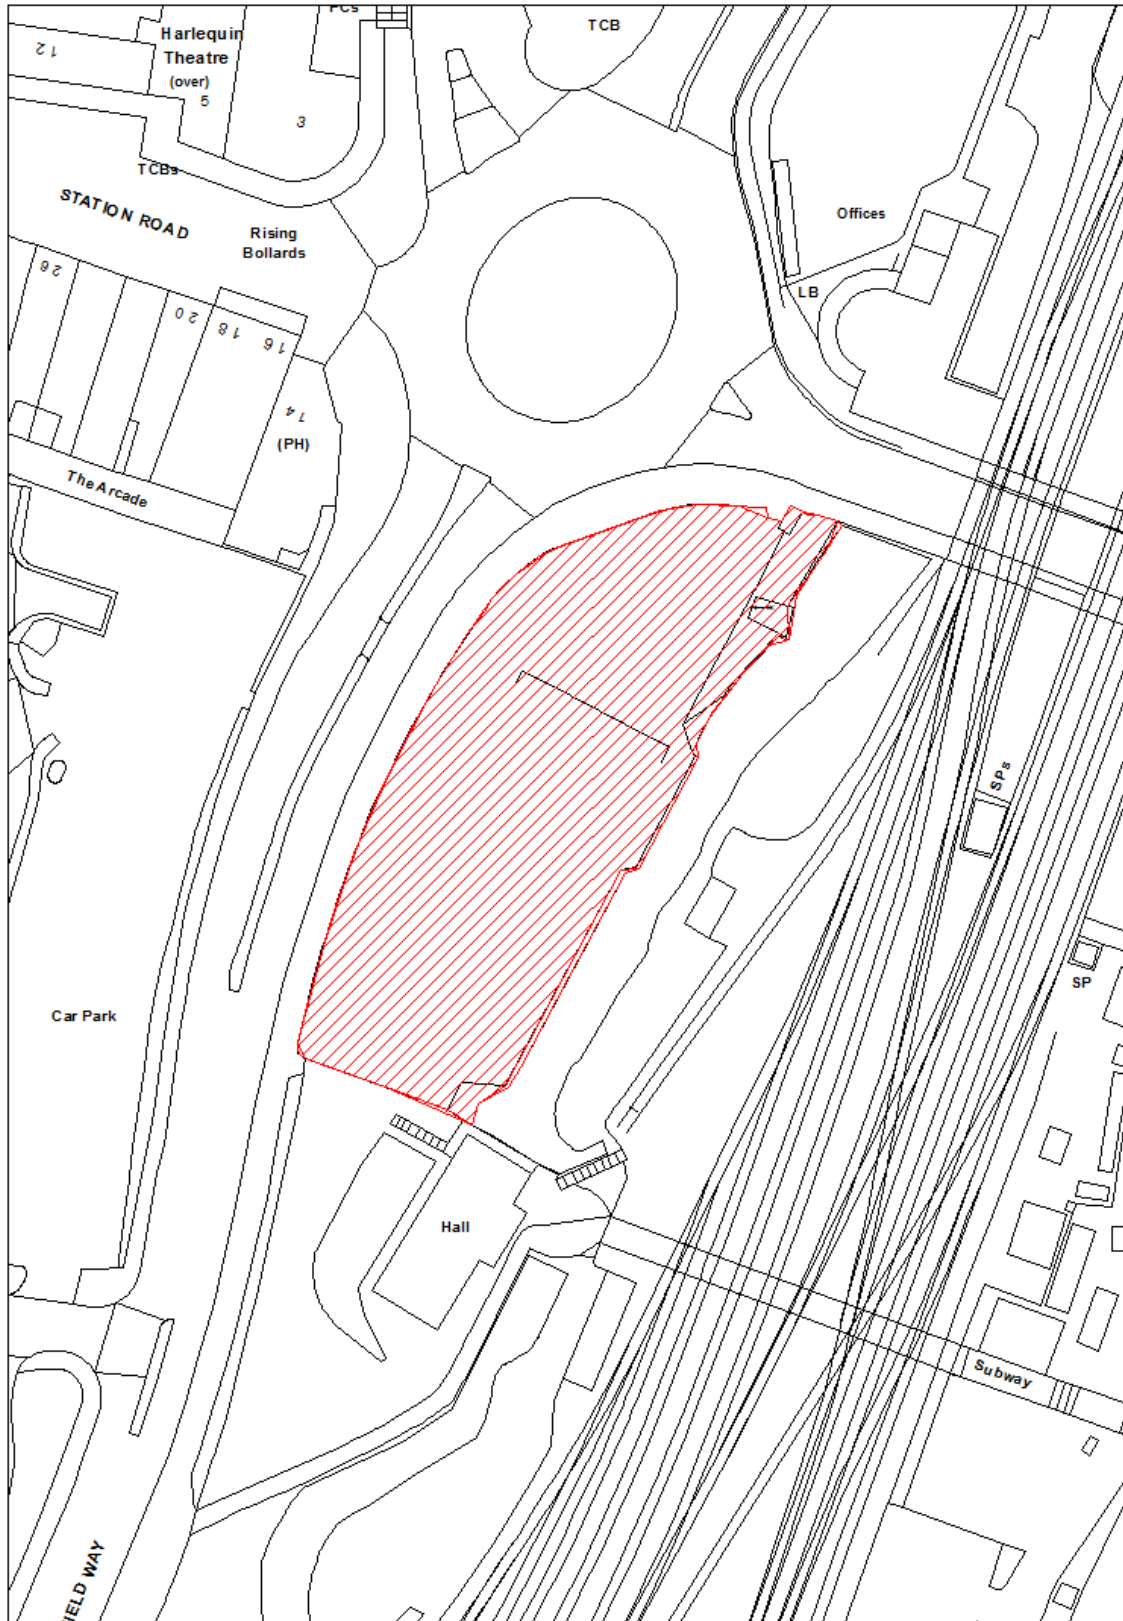 PCs
Harlequin
Theatre
(over)
5
3
12
TCB
TCBs
STATION ROAD
Rising
Bollards
Offices
LB
26
20
18
16
14
(PH)
The Arcade
SPs
SP
Car Park
Hall
Subway
IELD WAY